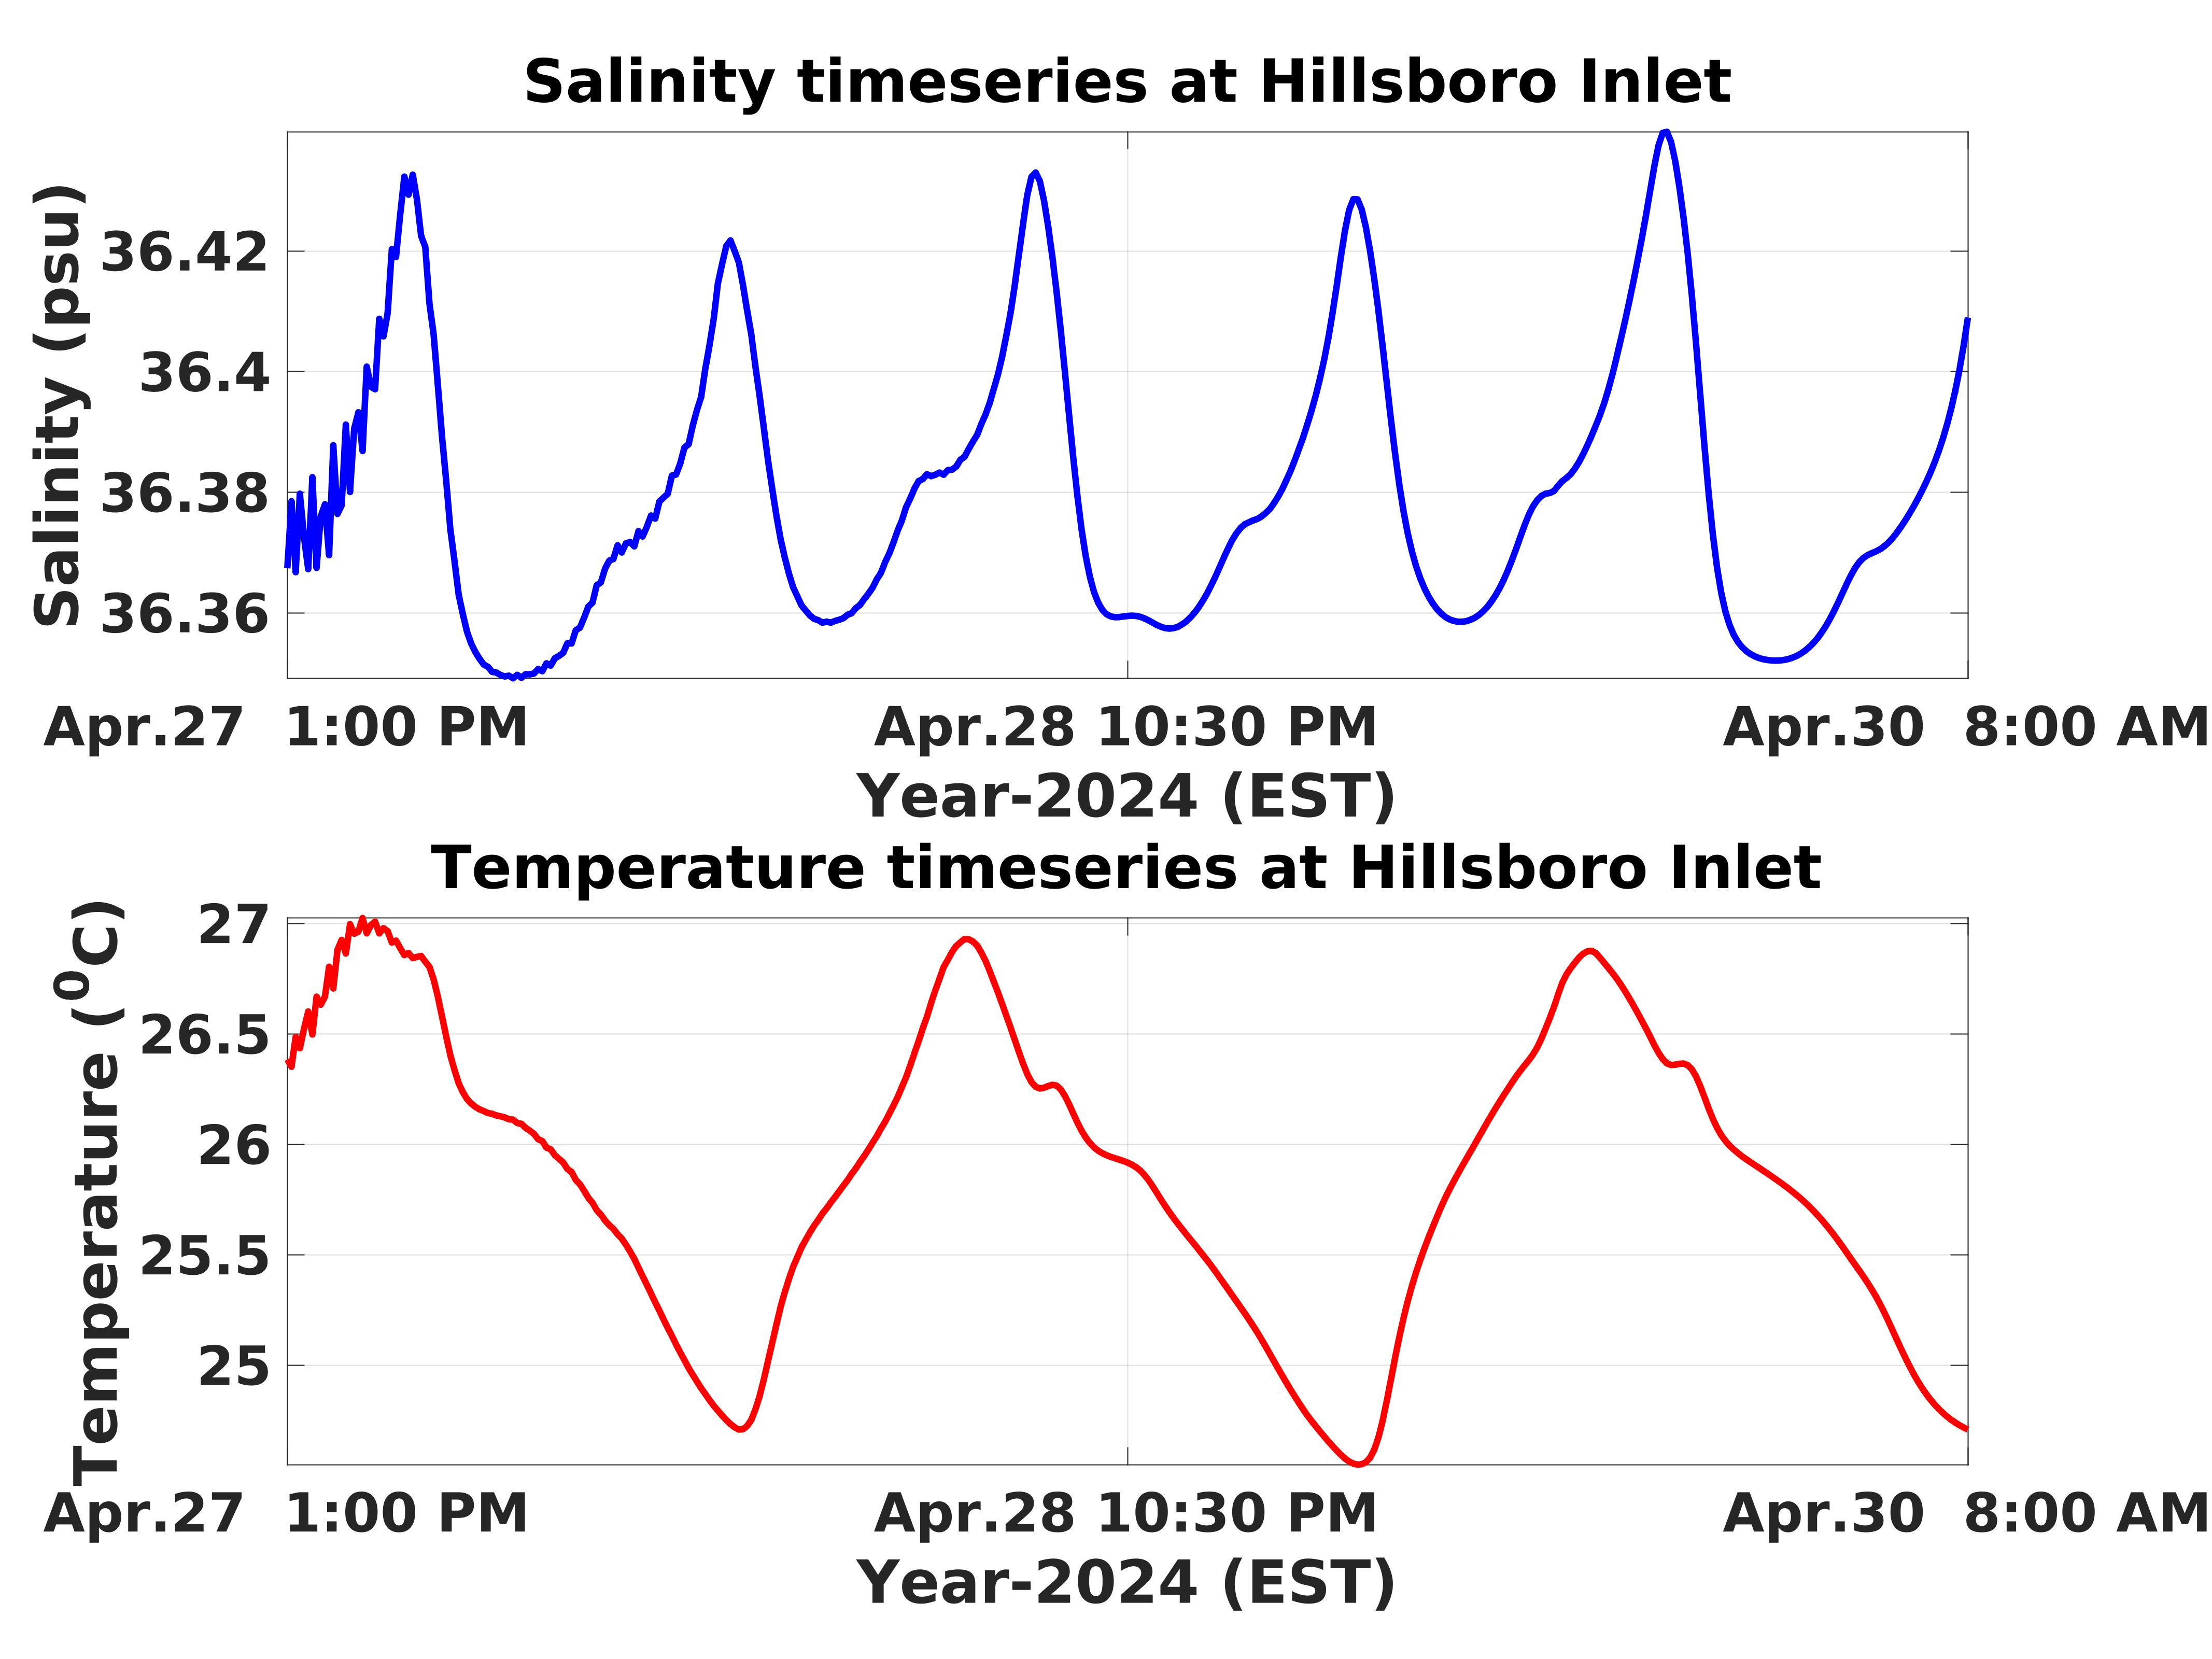 Salinity timeseries at Hillsboro Inlet
Salinity (psu)
36.42
36.4
36.38
36.36
Apr.27  1:00 PM
Apr.28 10:30 PM
Apr.30  8:00 AM
Year-2024 (EST)
Temperature timeseries at Hillsboro Inlet
Temperature (⁰C)
27
26.5
26
25.5
25
Apr.27  1:00 PM
Apr.28 10:30 PM
Apr.30  8:00 AM
Year-2024 (EST)